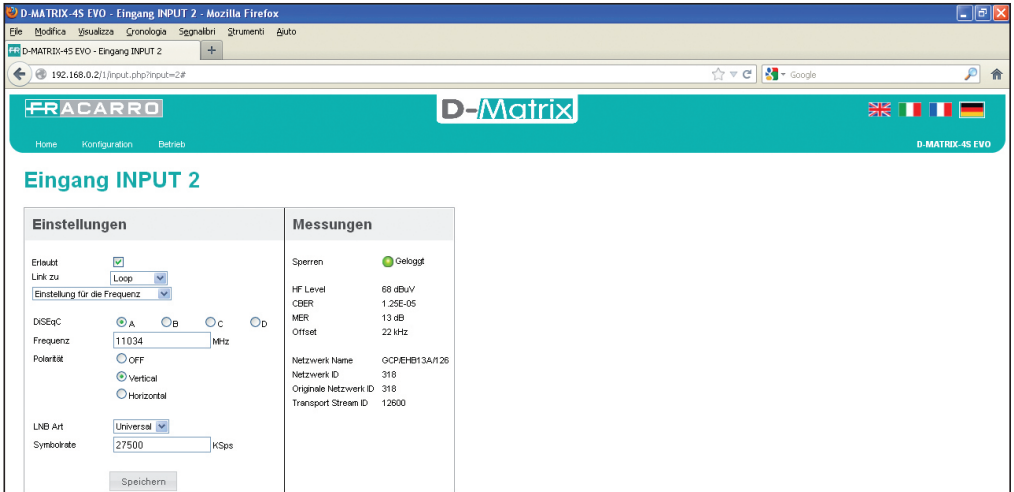 D-MATRIX-4S EVO - Eingang INPUT 2 - Mozilla Firefox
File Modifica Visualizza Cronologia Segnalibri Strumenti Aiuto
FR D-MATRIX-4S EVO - Eingang INPUT 2 +
192.168.0.2/1/input.php?input=2# Google
FRACARRO D-Matrix
Home Konfiguration Betrieb D-MATRIX-4S EVO
Eingang INPUT 2
Einstellungen Messungen
Erlaubt Sperren Geloggt
Link zu Loop
Einstellung für die Frequenz HF Level 68 dBuV
CBER 1.25E-05
DiSEqC A B C D MER 13 dB
Offset 22 kHz
Frequenz 11034 MHz
Polarität OFF Netzwerk Name GCP/EHB13A/126
Vertical Netzwerk ID 318
Horizontal Originale Netzwerk ID 318
Transport Stream ID 12600
LNB Art Universal
Symbolrate 27500 KSps
Speichern